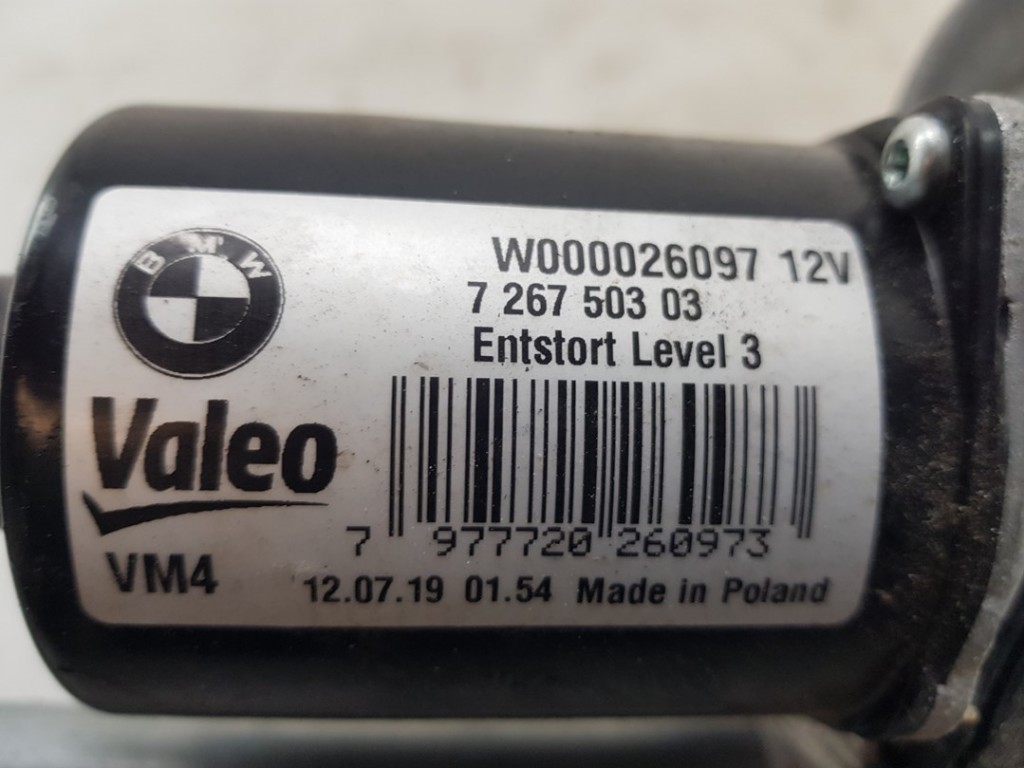 BMW
W000026097 12V
7 267 503 03
Entstort Level 3
Valeo
7 977720 260973
VM4
12.07.19 01.54 Made in Poland